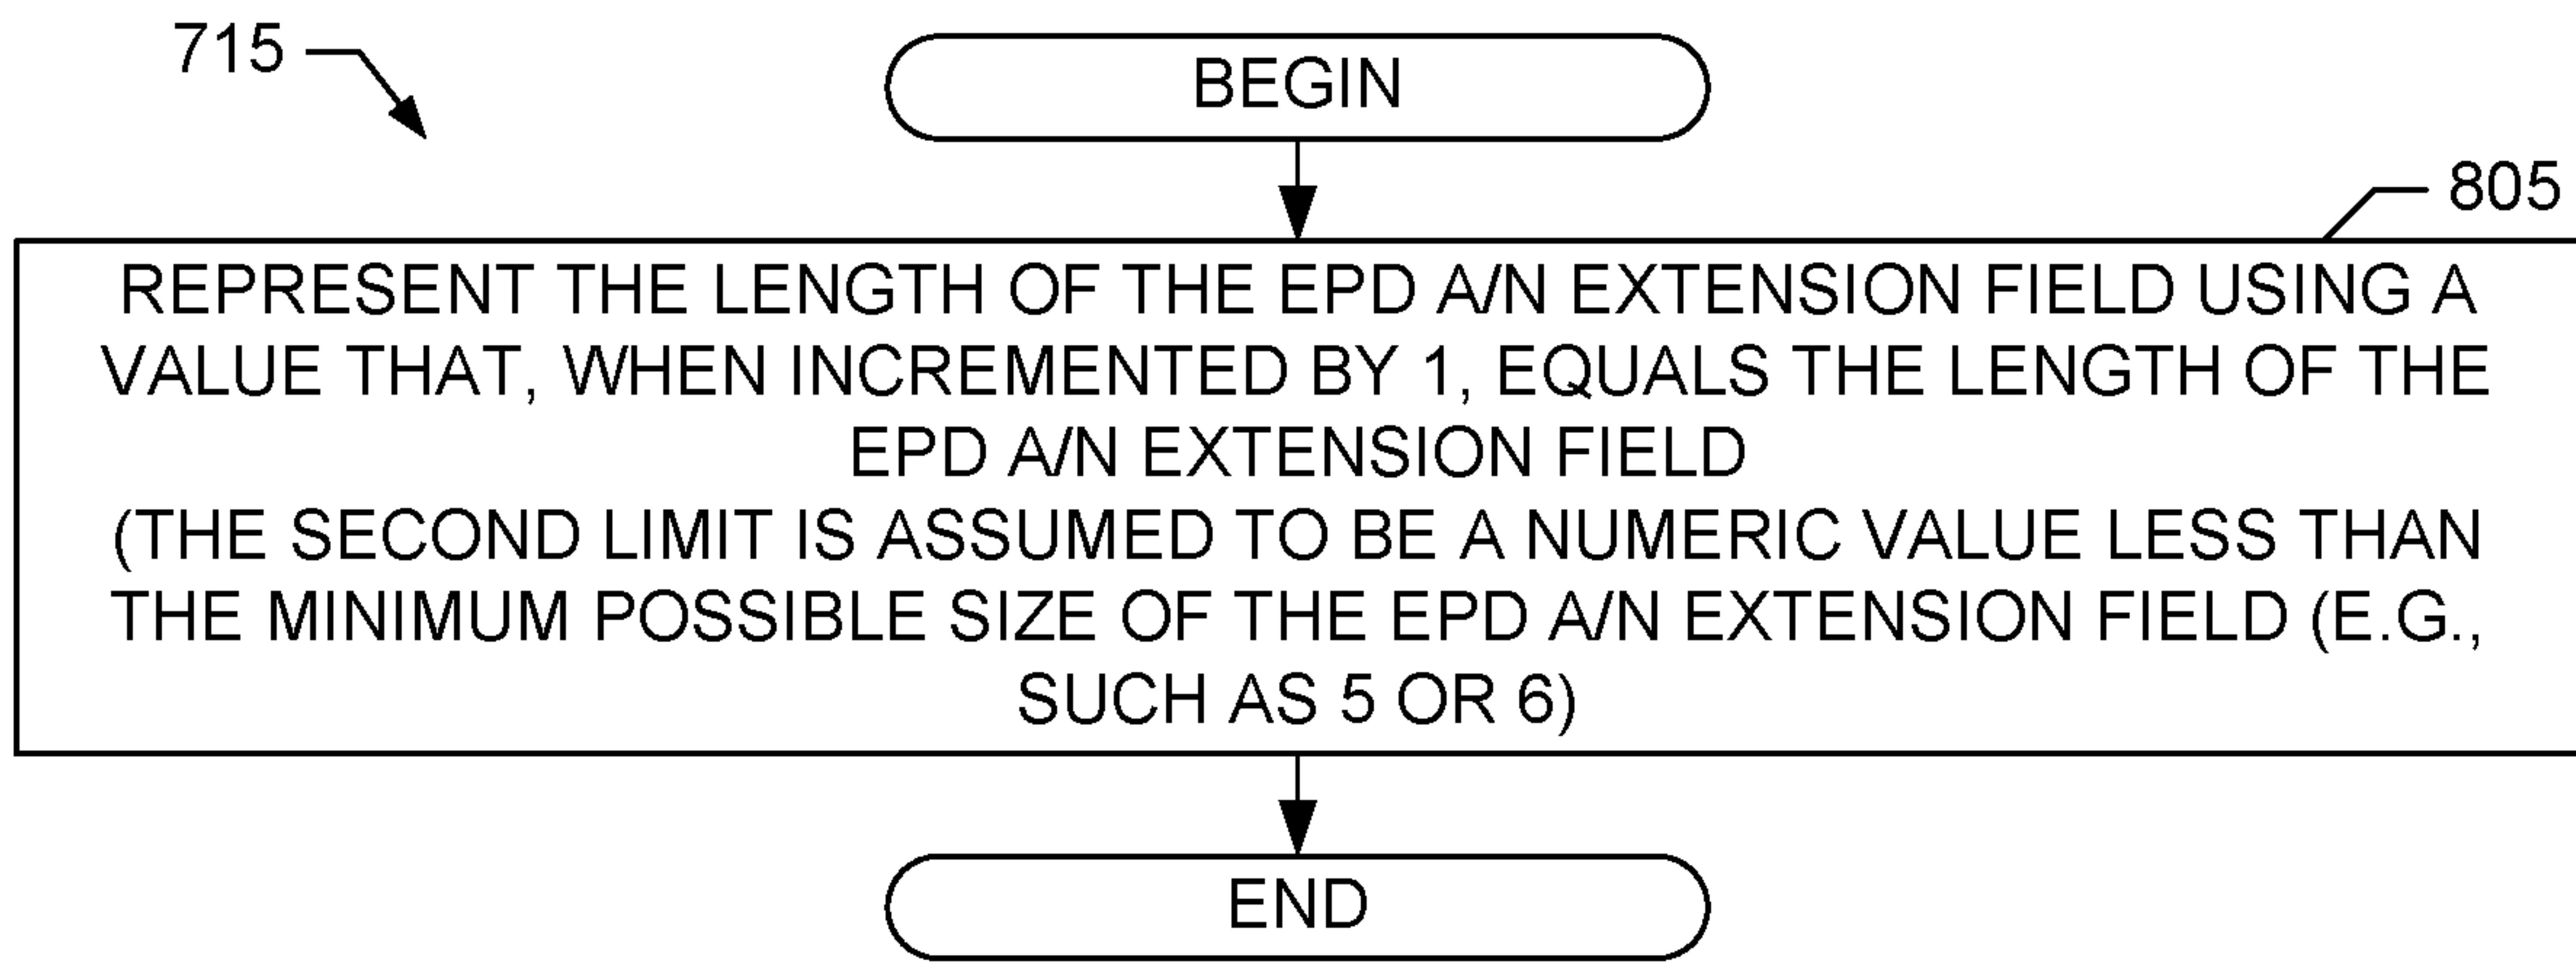 715
BEGIN
805
REPRESENT THE LENGTH OF THE EPD A/N EXTENSION FIELD USING A
VALUE THAT, WHEN INCREMENTED BY 1, EQUALS THE LENGTH OF THE
EPD A/N EXTENSION FIELD
(THE SECOND LIMIT IS ASSUMED TO BE A NUMERIC VALUE LESS THAN
THE MINIMUM POSSIBLE SIZE OF THE EPD A/N EXTENSION FIELD (E.G.,
SUCH AS 5 OR 6)
END